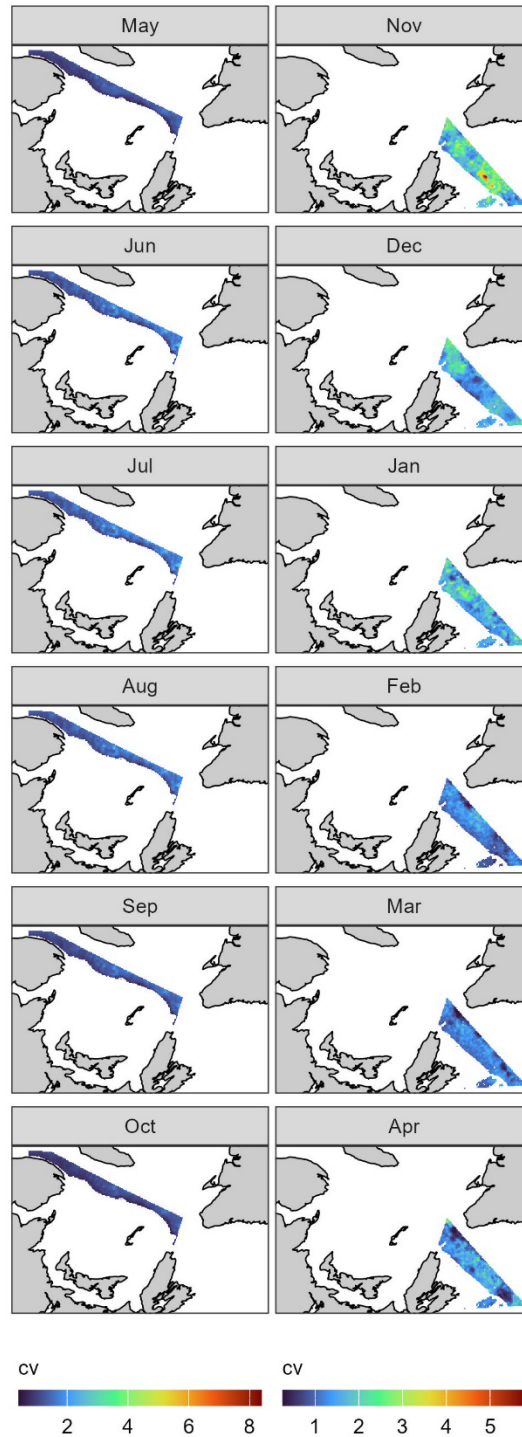 May Nov
Jun Dec
Jul Jan
Aug Feb
Sep Mar
Oct Apr
cv cv
2 4 6 8 1 2 3 4 5